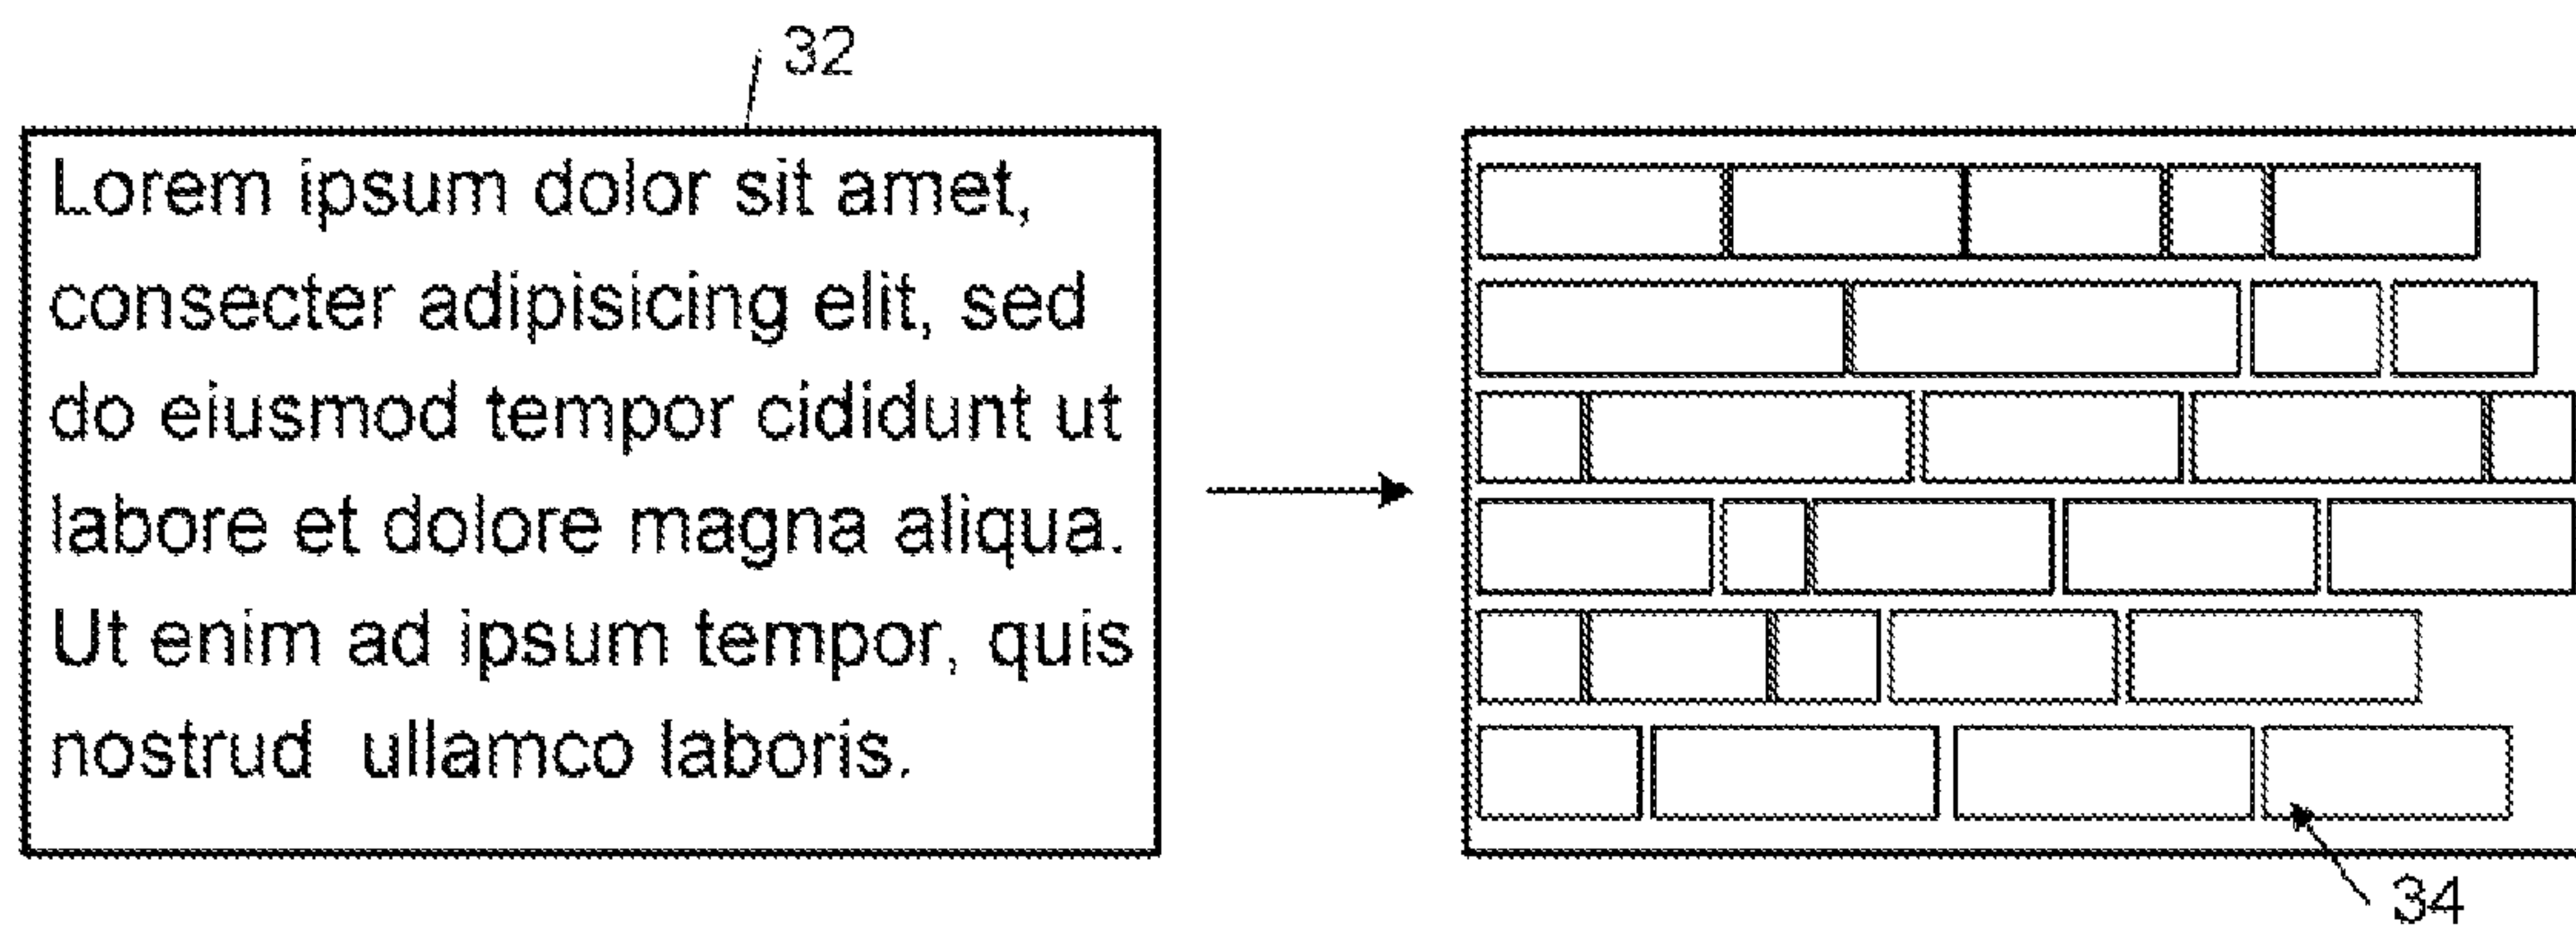 32
Lorem ipsum dolor sit amet,
consecter adipisicing elit, sed
do eiusmod tempor cididunt ut
labore et dolore magna aliqua.
Ut enim ad ipsum tempor, quis
nostrud  ullamco laboris.
34